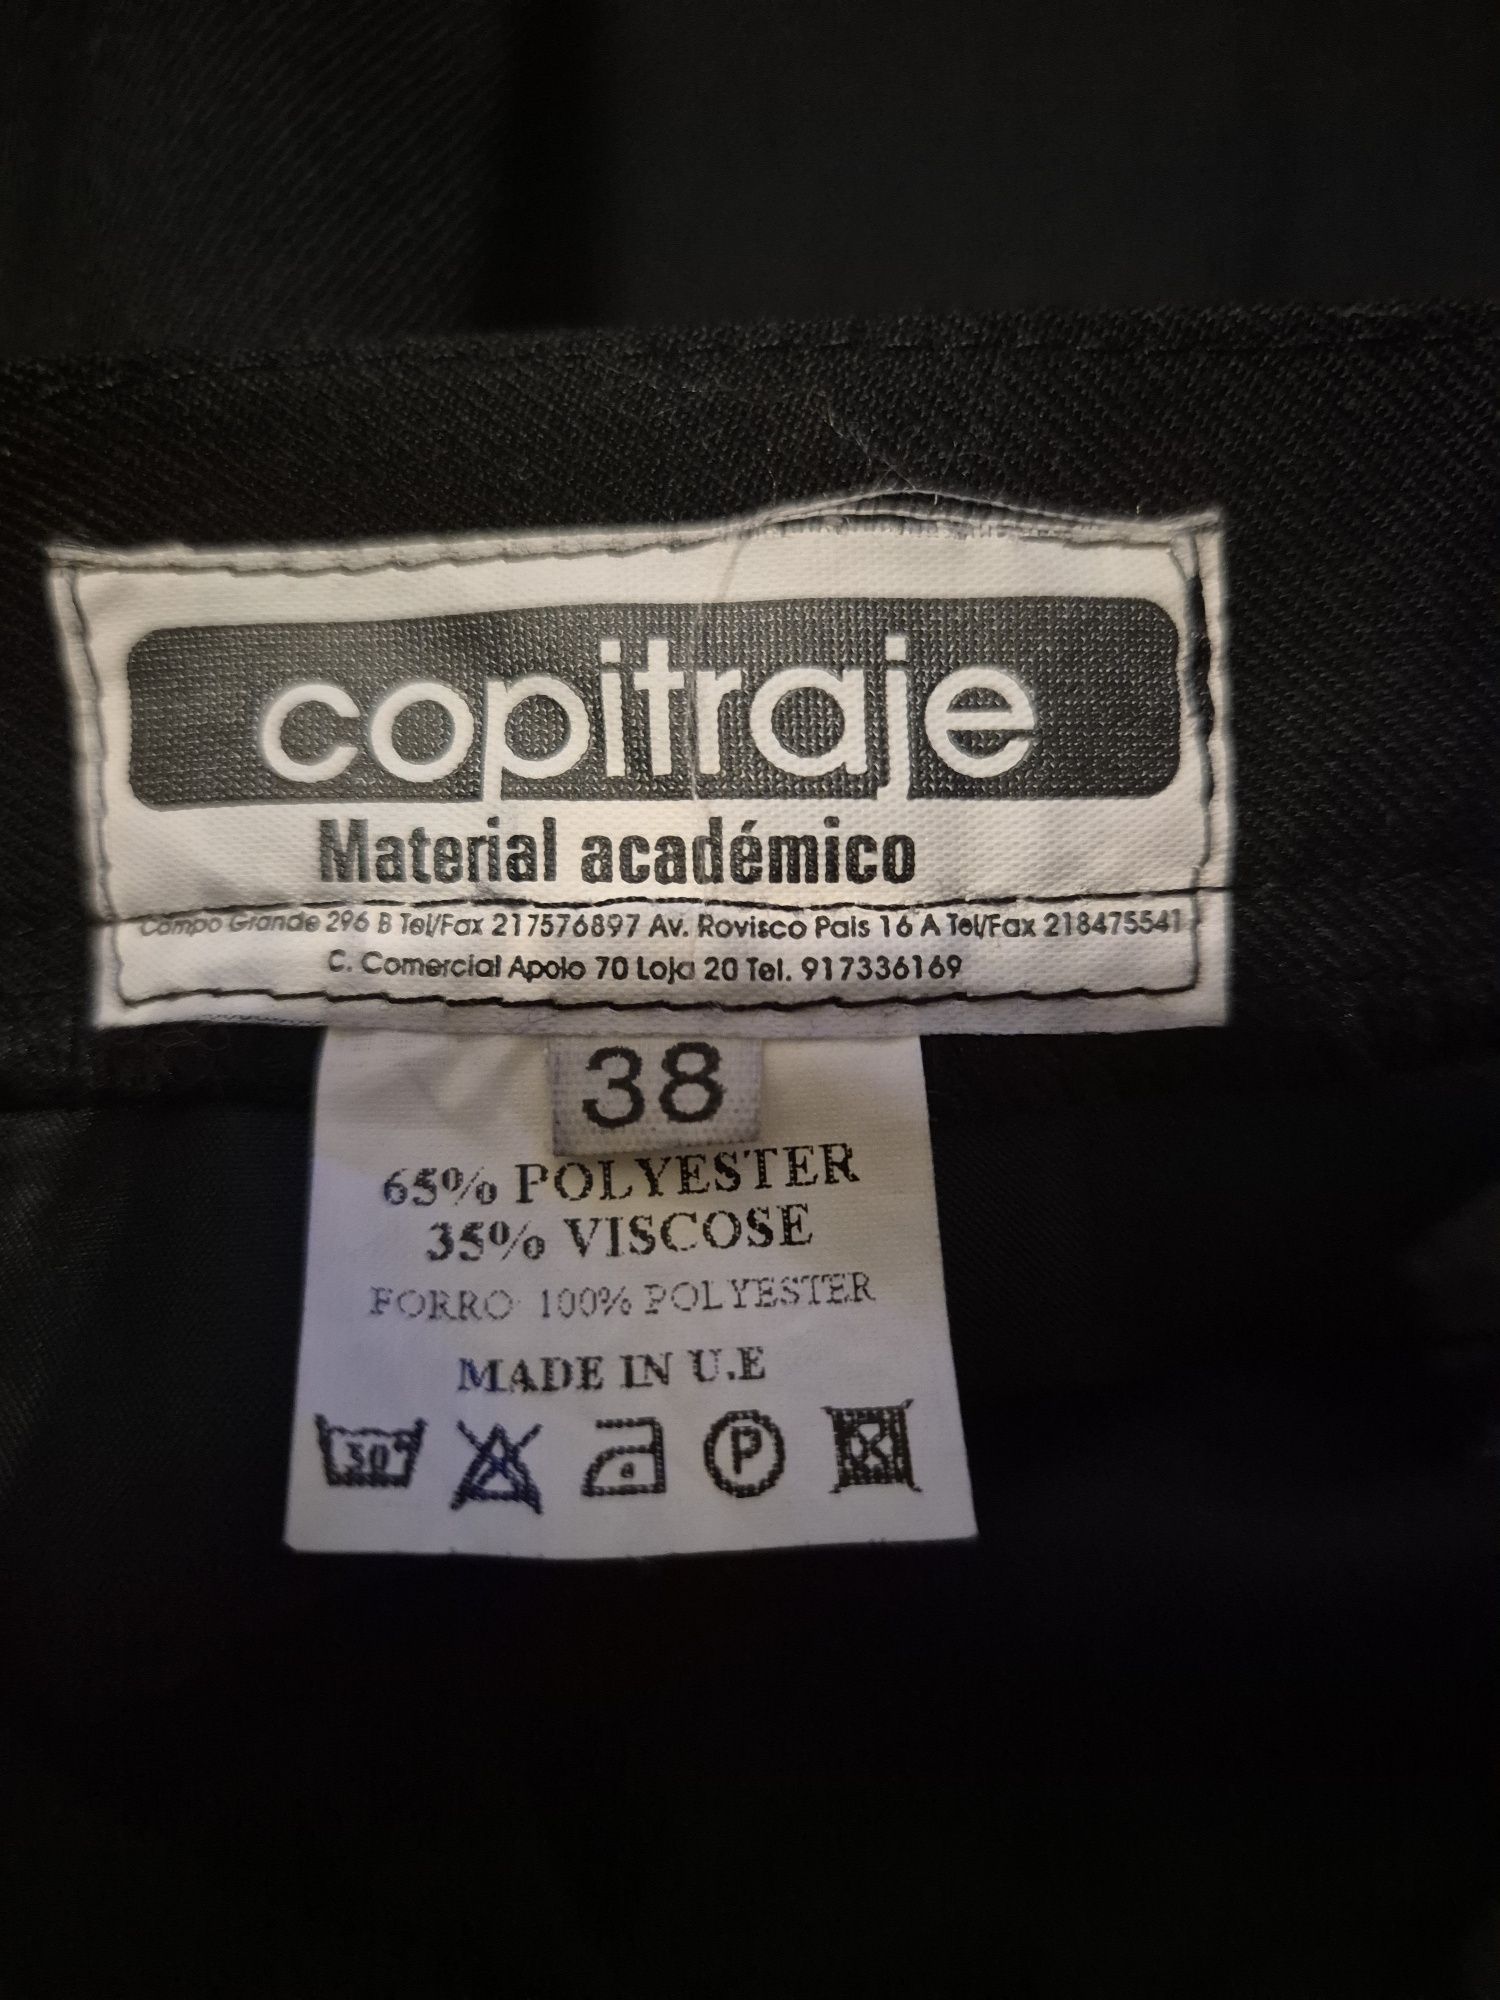 copitraje
Material académico
Campo Grande 296 B Tel/Fax 217576897 Av. Rovisco Pais 16 A Tel/Fax 218475541
C. Comercial Apolo 70 Loja 20 Tel. 917336169
38
65% POLYESTER
35% VISCOSE
FORRO 100% POLYESTER
MADE IN U.E
30°
P